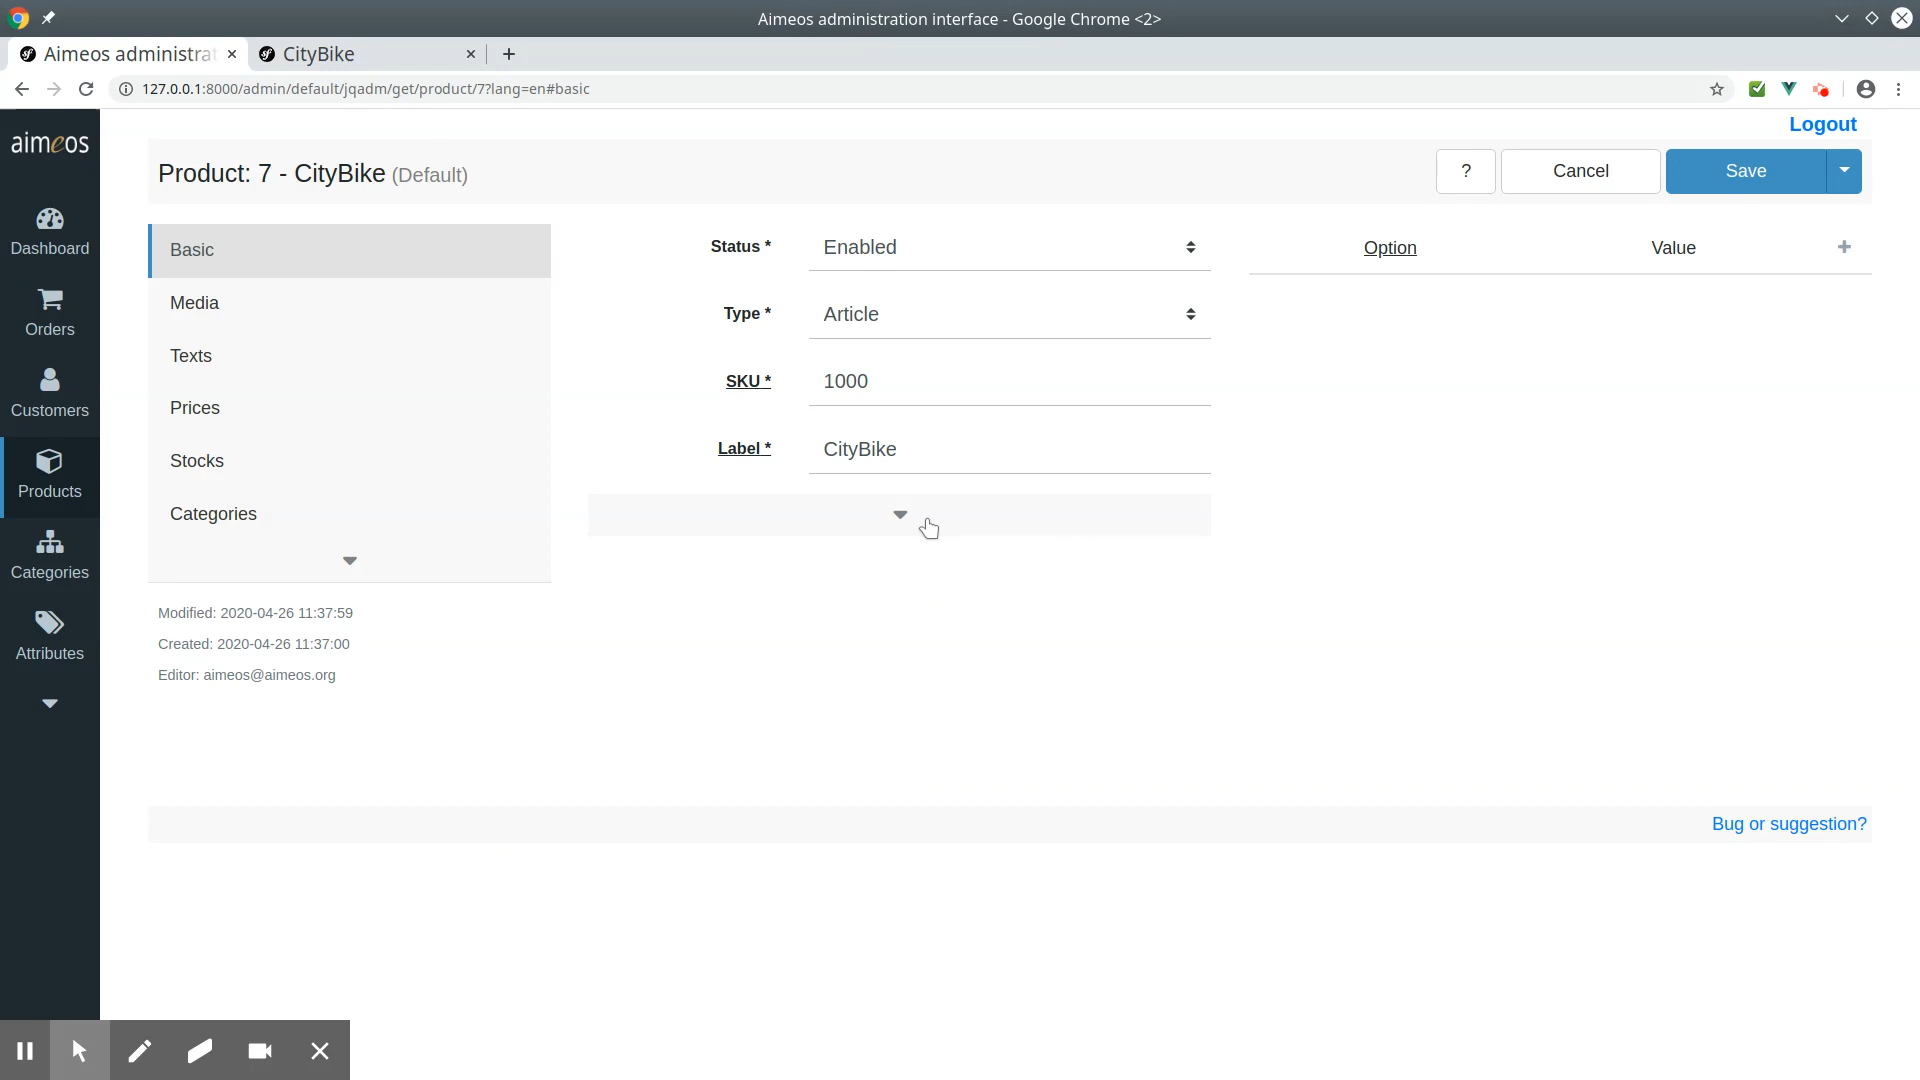 Aimeos administration interface - Google Chrome <2>
Aimeos administrat
CityBike
127.0.0.1:8000/admin/default/jqadm/get/product/7?lang=en#basic
aimeos
Logout
Product: 7 - CityBike (Default)
?
Cancel
Save
Dashboard
Orders
Customers
Products
Categories
Attributes
Basic
Media
Texts
Prices
Stocks
Categories
Status * Enabled
Type * Article
SKU * 1000
Label * CityBike
Option Value
Modified: 2020-04-26 11:37:59
Created: 2020-04-26 11:37:00
Editor: aimeos@aimeos.org
Bug or suggestion?